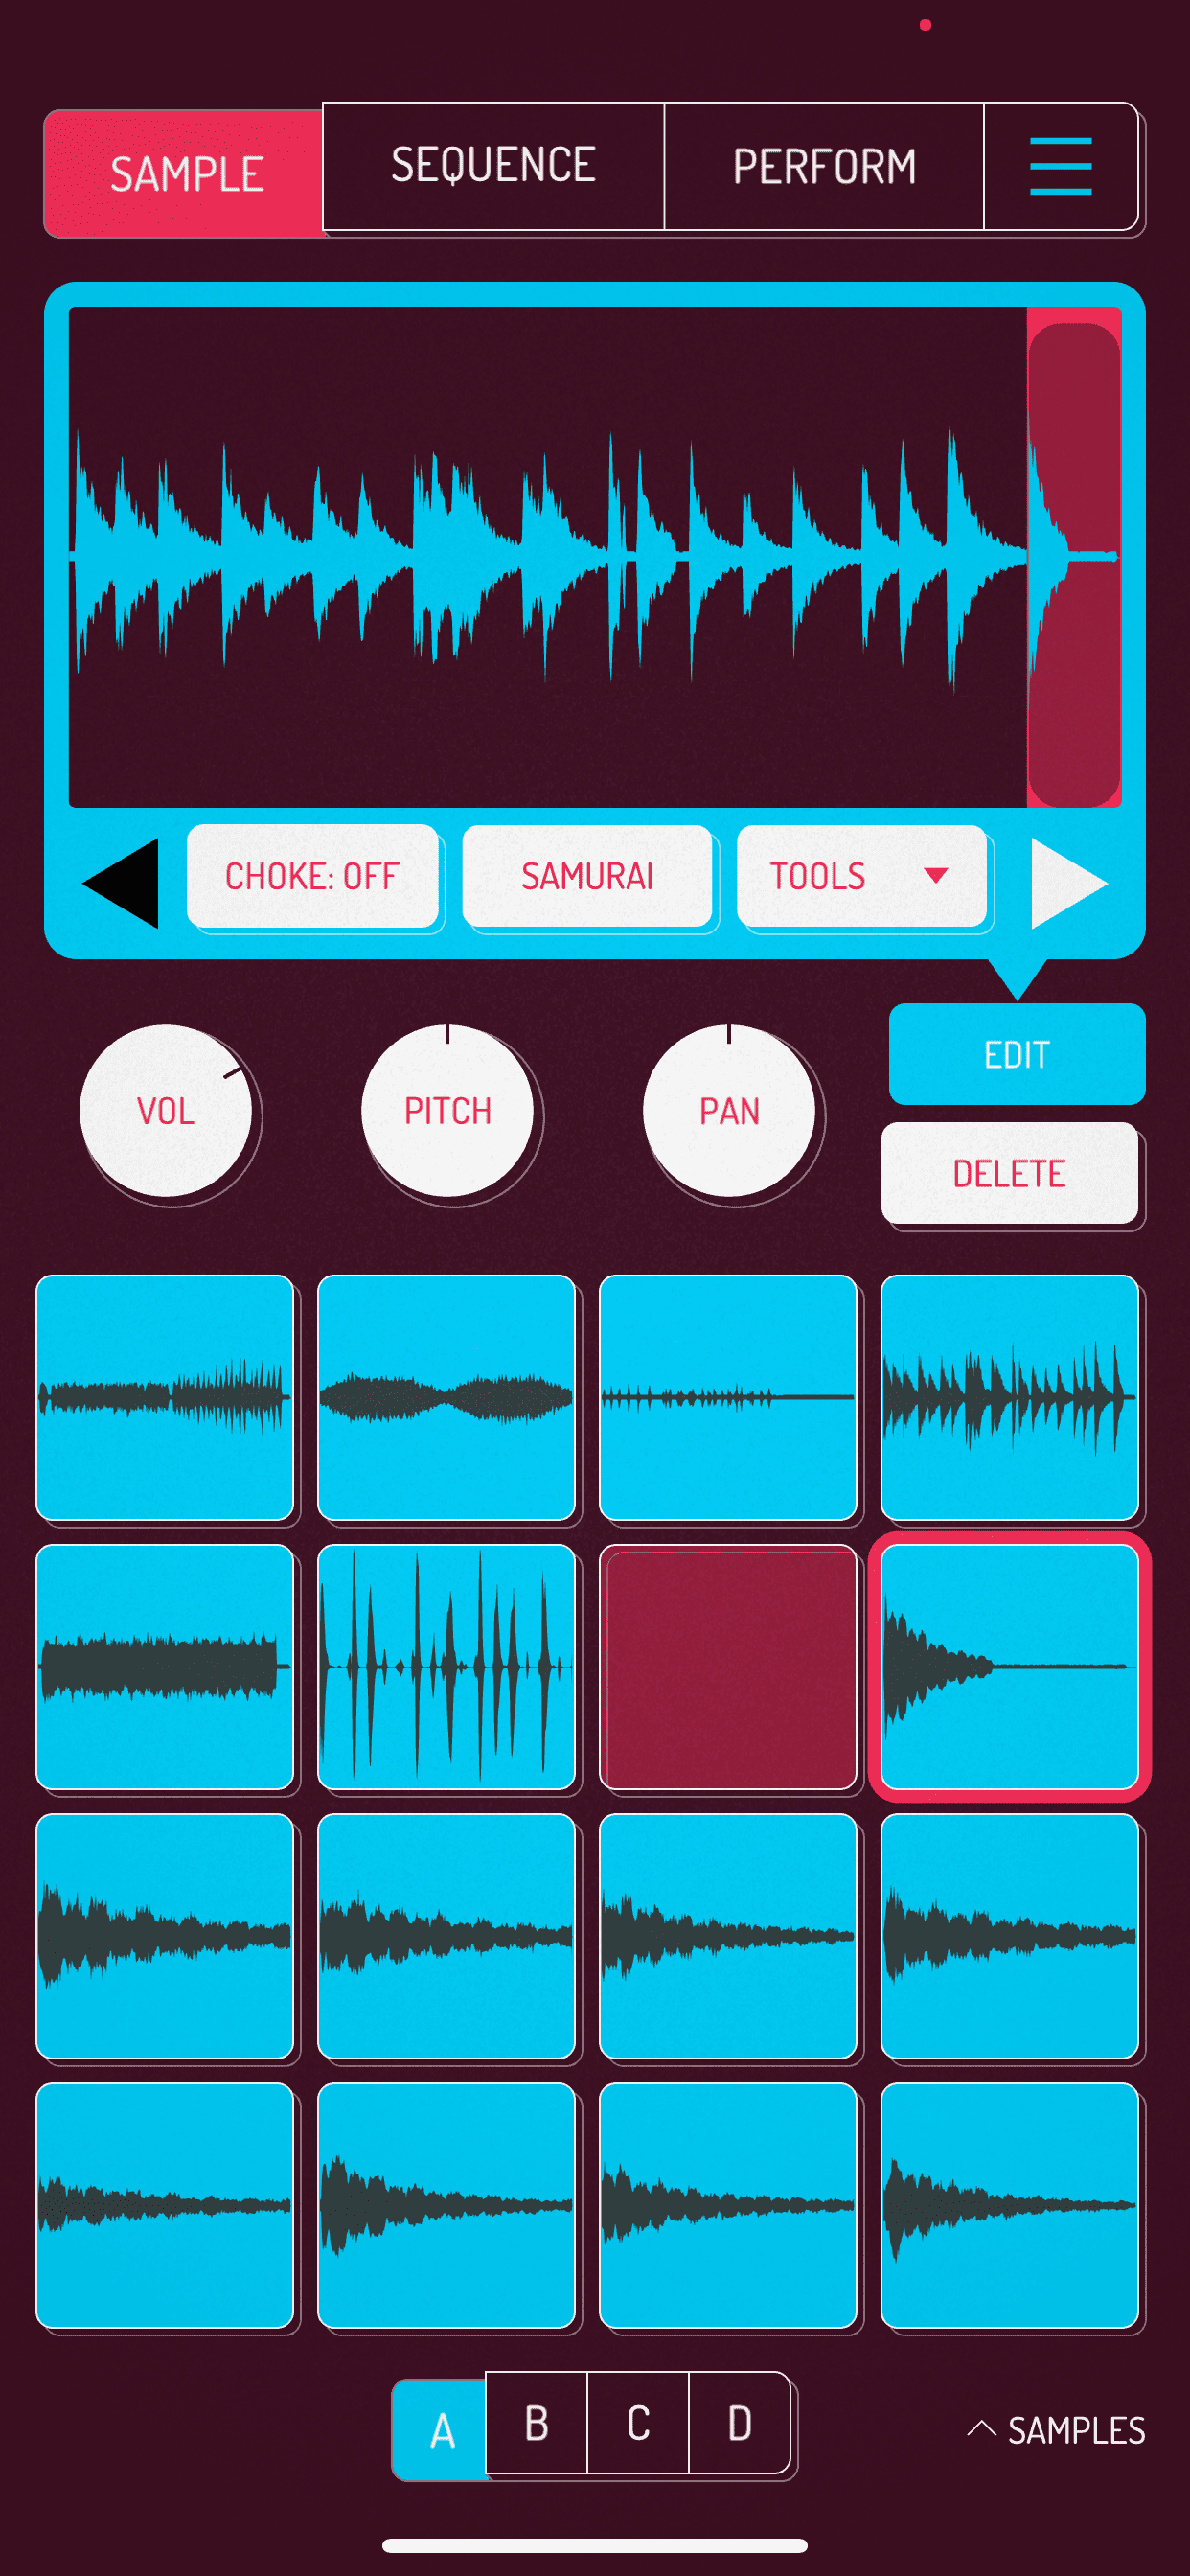 SAMPLE
SEQUENCE
PERFORM
CHOKE: OFF
SAMURAI
TOOLS
EDIT
VOL
PITCH
PAN
DELETE
A
B
C
D
SAMPLES